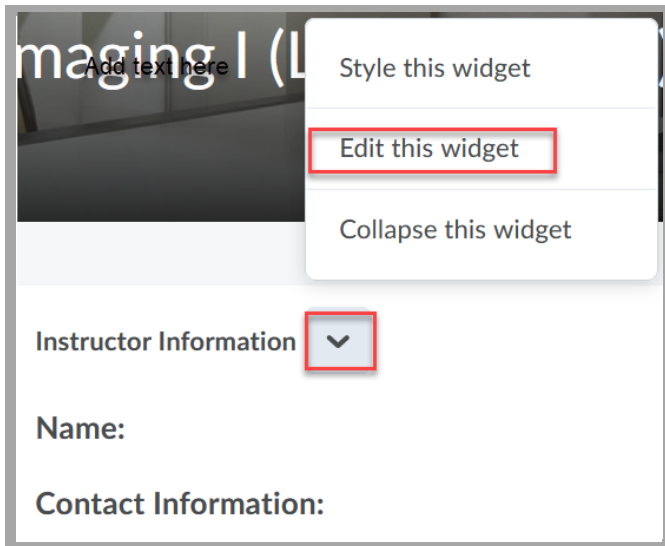 maging I (L
Add text here
)
Style this widget
Edit this widget
Collapse this widget
Instructor Information
Name:
Contact Information: